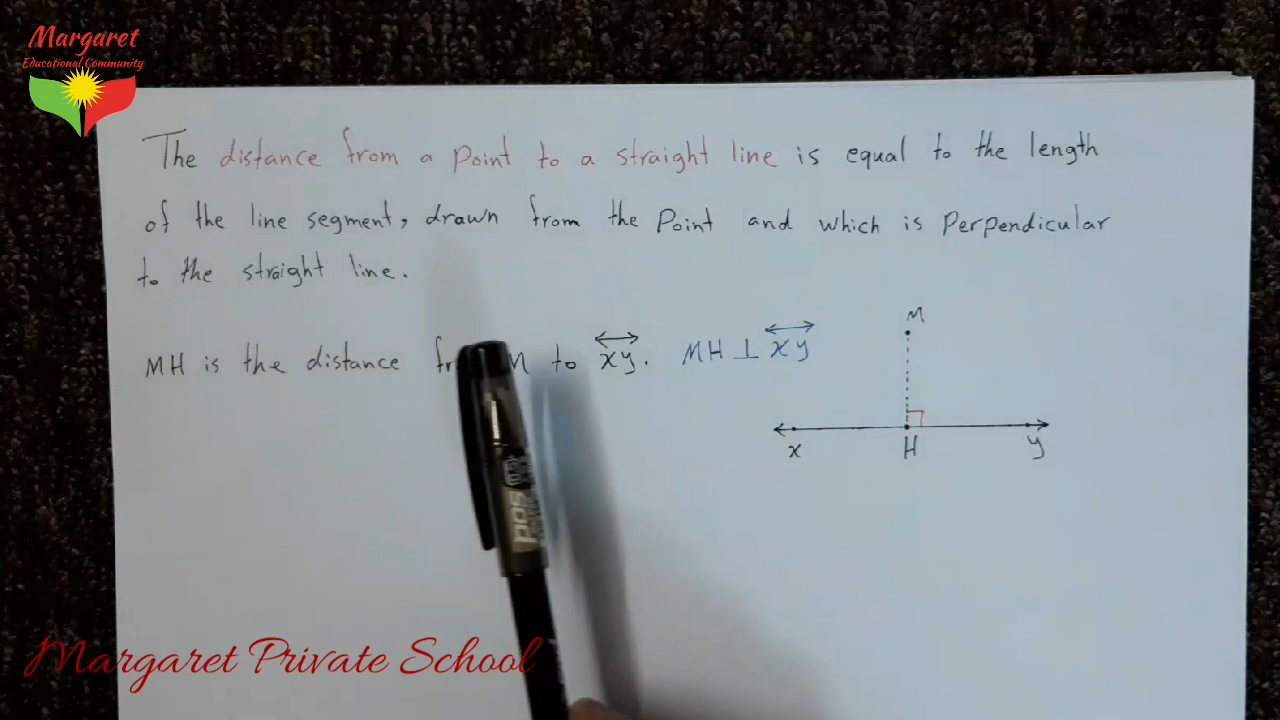 Margaret
Educational Community
The distance from a point to a straight line is equal to the length
of the line segment, drawn from the Point and which is Perpendicular
to the straight line.
MH is the distance to xy. MH ⊥ xy
M
x H y
pos
Margaret Private School